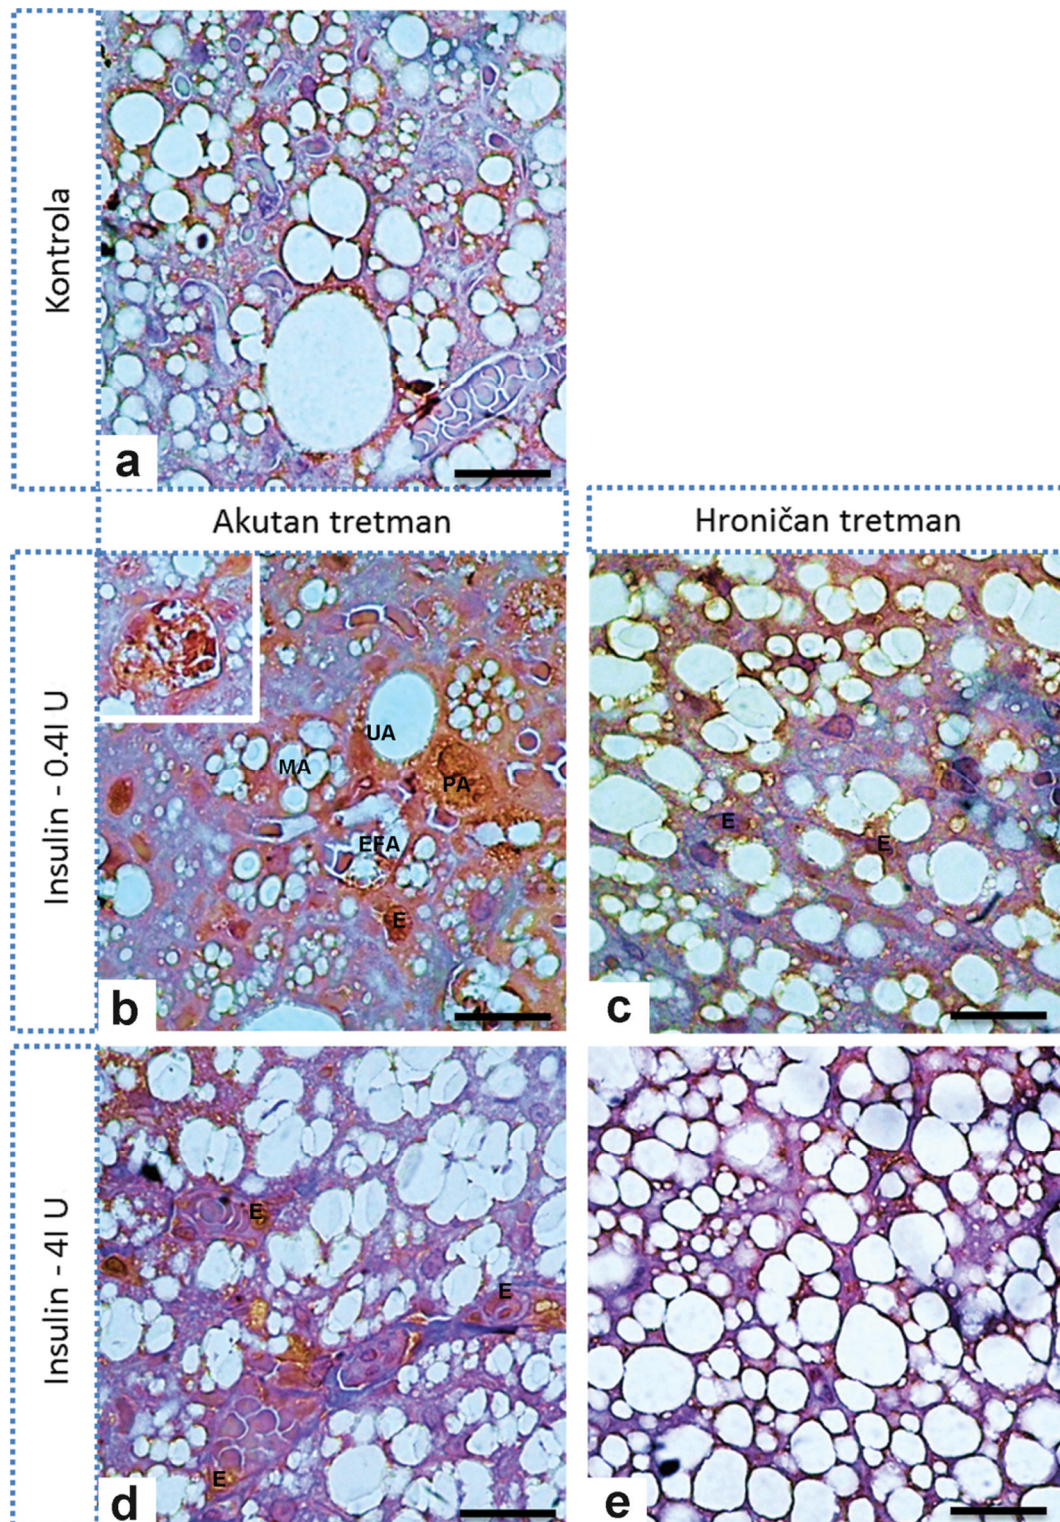 Kontrola
a
Akutan tretman
Hroničan tretman
Insulin - 0.4I U
UA
MA
PA
EFA
E
b
E
E
c
Insulin - 4I U
E
E
E
d
e